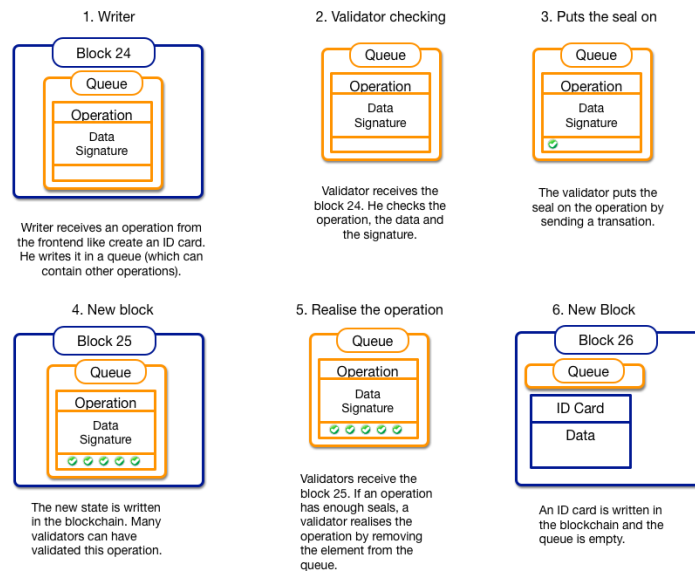 1. Writer
Block 24
Queue
Operation
Data
Signature
Writer receives an operation from
the frontend like create an ID card.
He writes it in a queue (which can
contain other operations).
2. Validator checking
Queue
Operation
Data
Signature
Validator receives the
block 24. He checks the
operation, the data and
the signature.
3. Puts the seal on
Queue
Operation
Data
Signature
The validator puts the
seal on the operation by
sending a transation.
4. New block
Block 25
Queue
Operation
Data
Signature
The new state is written
in the blockchain. Many
validators can have
validated this operation.
5. Realise the operation
Queue
Operation
Data
Signature
Validators receive the
block 25. If an operation
has enough seals, a
validator realises the
operation by removing
the element from the
queue.
6. New Block
Block 26
Queue
ID Card
Data
An ID card is written in
the blockchain and the
queue is empty.